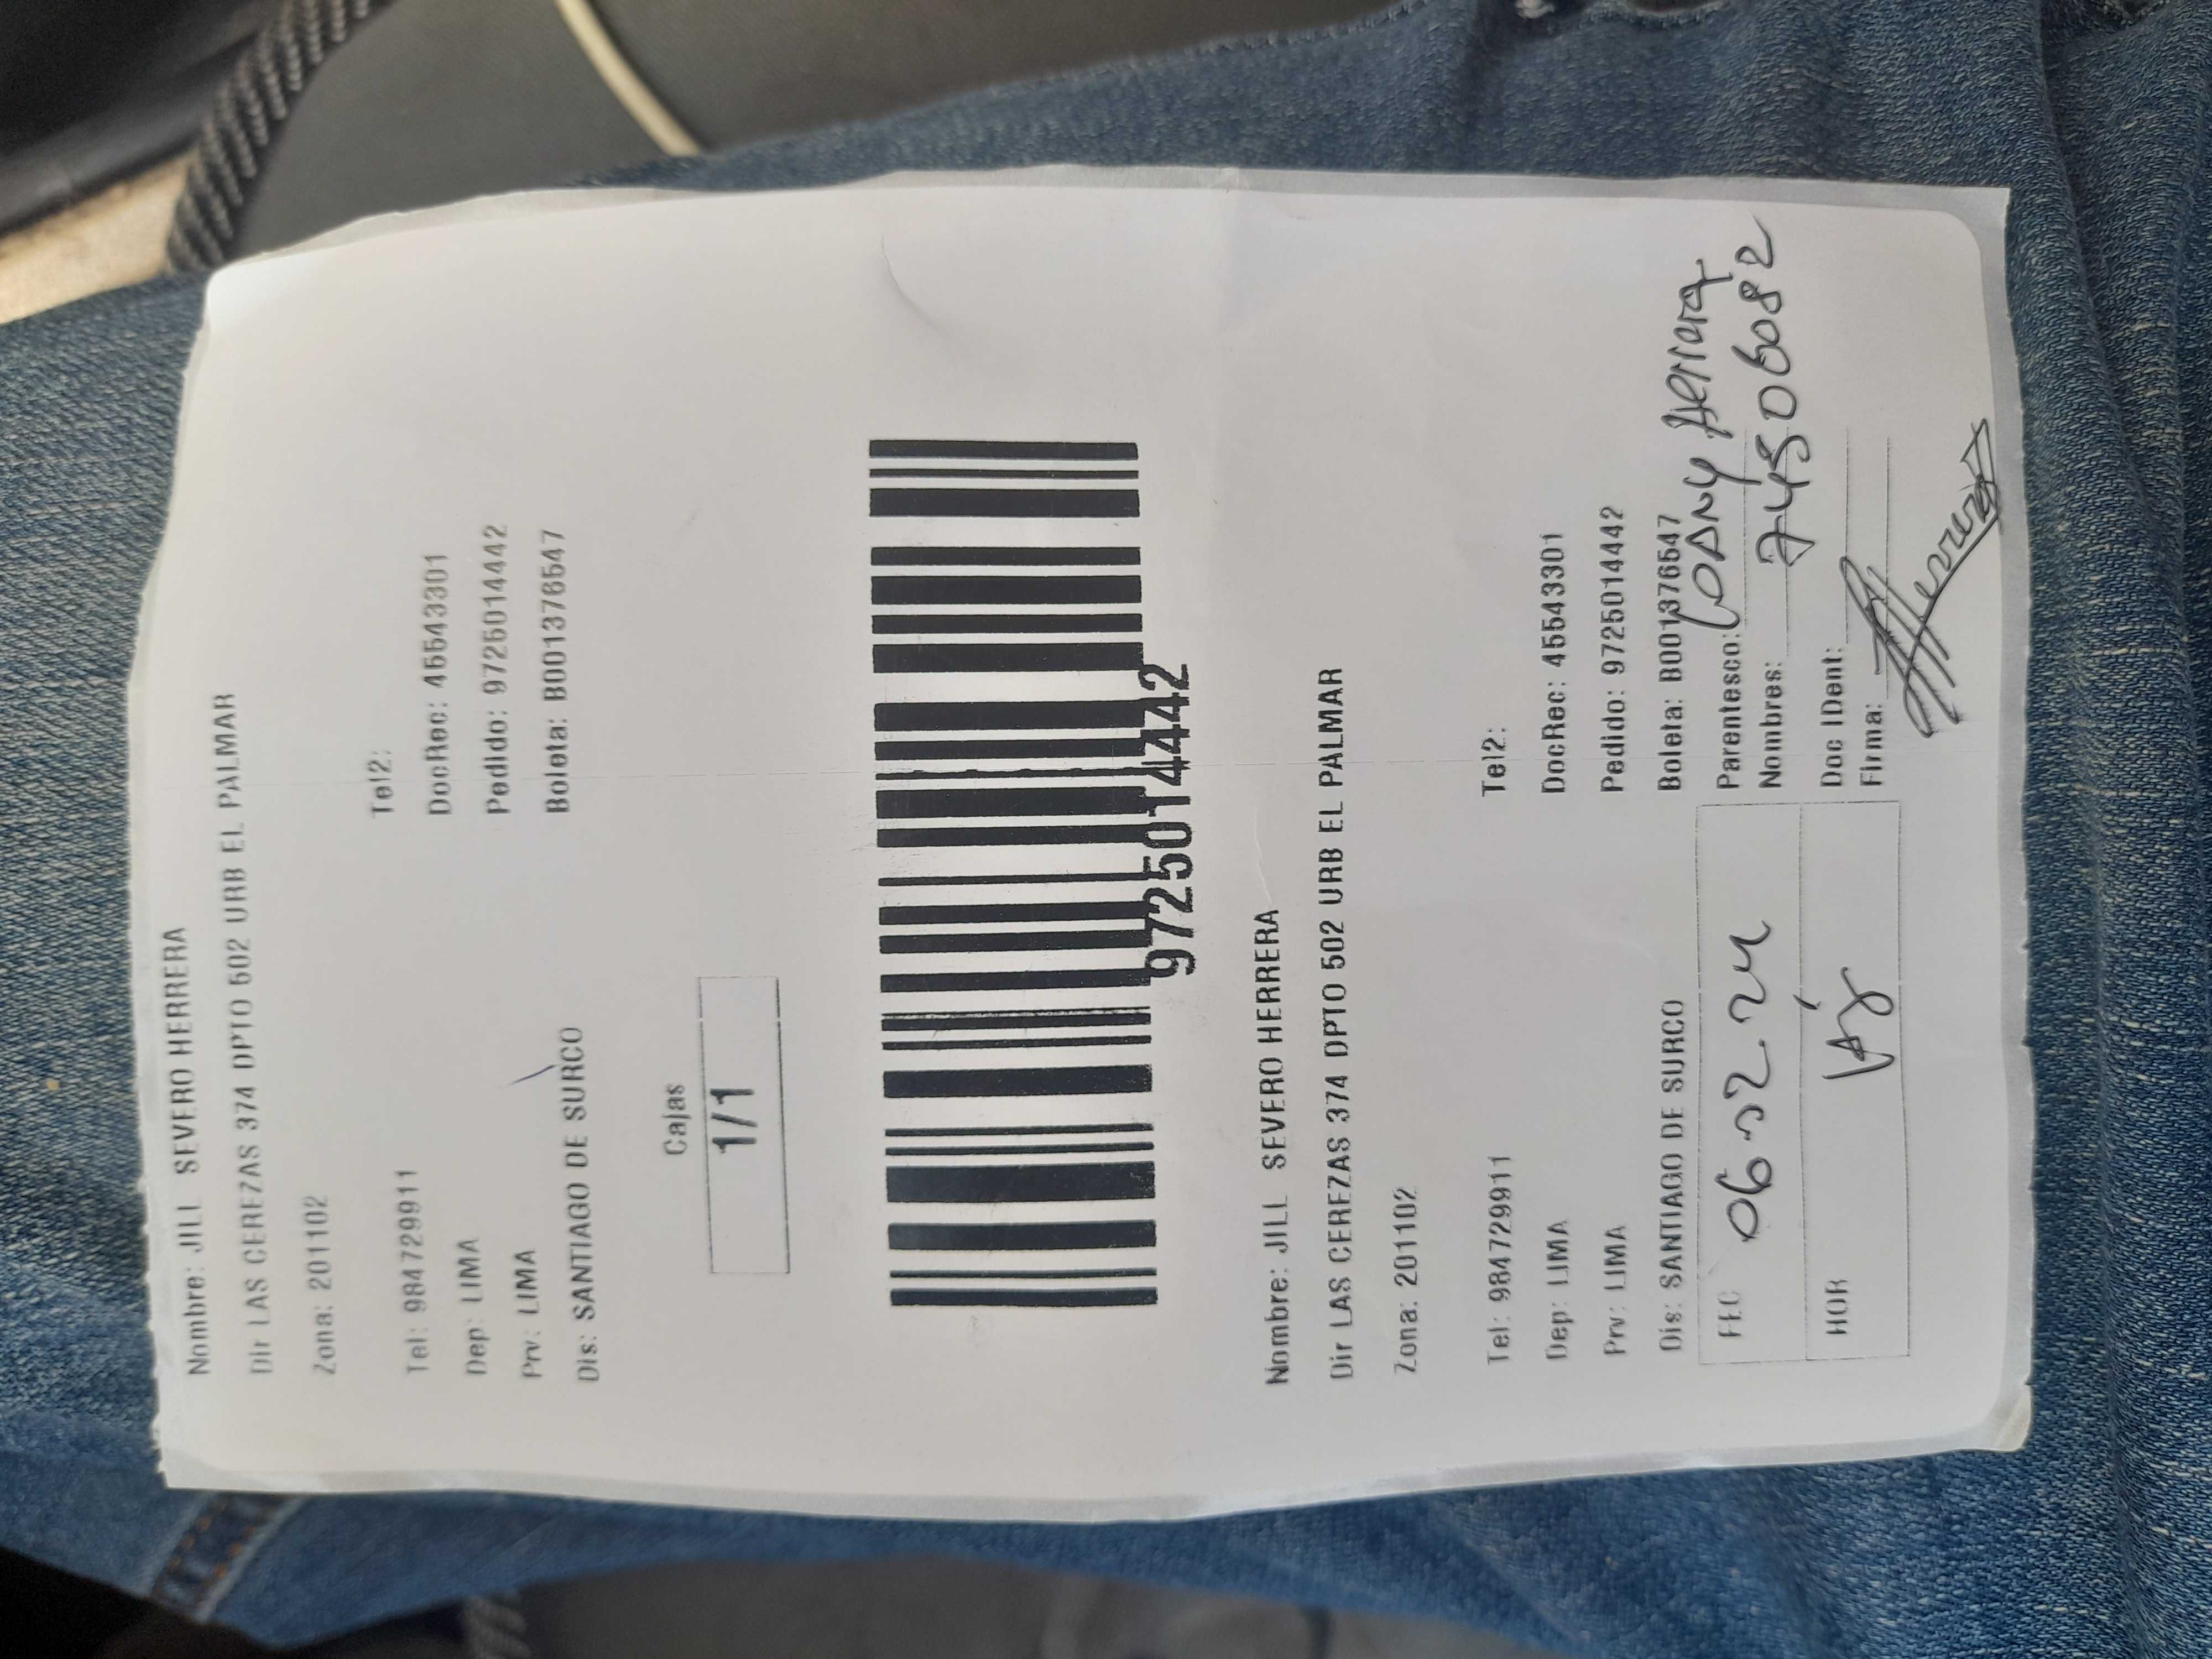 Nombre: JILL SEVERO HERRERA
Dir LAS CEREZAS 374 DPTO 502 URB EL PALMAR
Zona: 201102
Tel: 984729911 Tel2:
Dep: LIMA DocRec: 45543301
Prv: LIMA Pedido: 9725014442
Dis: SANTIAGO DE SURCO Boleta: B001376547
Cajas
1/1
9725014442
Nombre: JILL SEVERO HERRERA
Dir LAS CEREZAS 374 DPTO 502 URB EL PALMAR
Zona: 201102
Tel: 984729911 Tel2:
Dep: LIMA DocRec: 45543301
Prv: LIMA Pedido: 9725014442
Dis: SANTIAGO DE SURCO Boleta: B001376547
FEC 06.02.24 Parentesco: Herrera
Nombres: 74506082
HOR Doc IDent:
Firma: